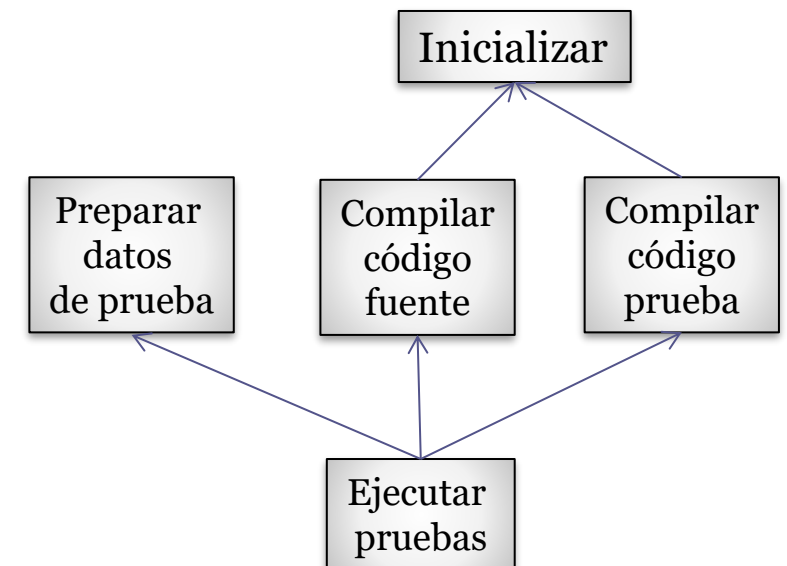 Inicializar
Preparar
datos
de prueba
Compilar
código
fuente
Compilar
código
prueba
Ejecutar
pruebas